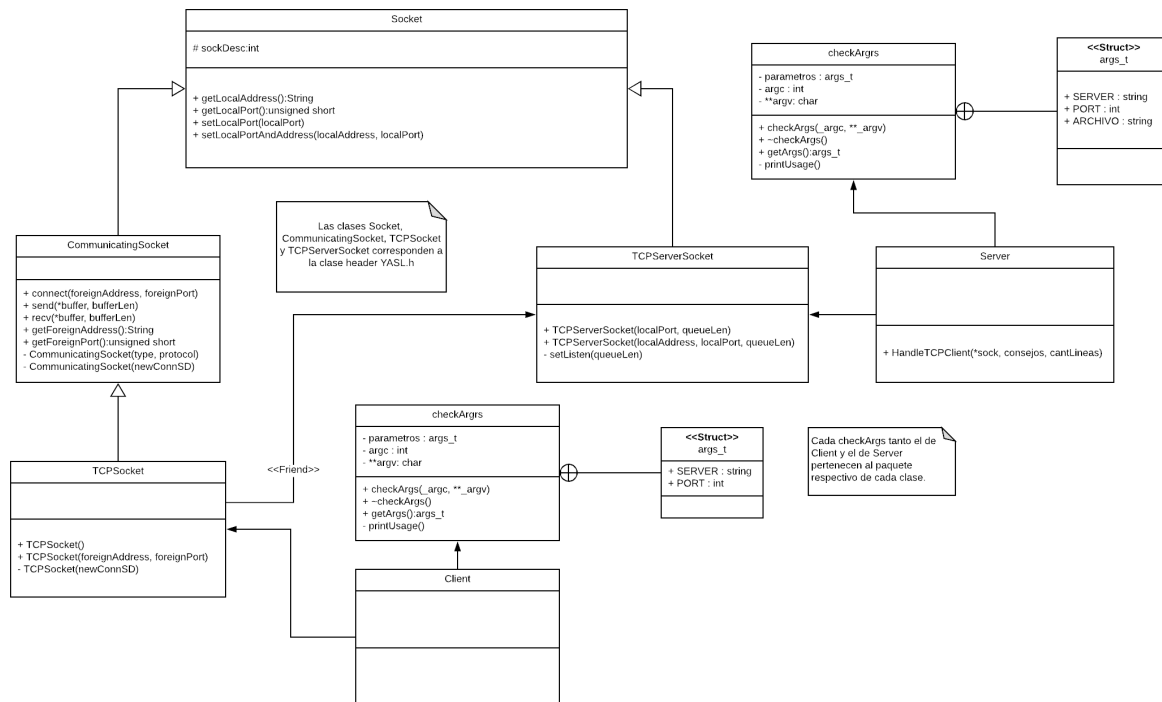 Socket
# sockDesc:int
+ getLocalAddress():String
+ getLocalPort():unsigned short
+ setLocalPort(localPort)
+ setLocalPortAndAddress(localAddress, localPort)
checkArgrs
- parametros : args_t
- argc : int
- **argv: char
+ checkArgs(_argc, **_argv)
+ ~checkArgs()
+ getArgs():args_t
- printUsage()
<<Struct>>
args_t
+ SERVER : string
+ PORT : int
+ ARCHIVO : string
Las clases Socket,
CommunicatingSocket, TCPSocket
y TCPServerSocket corresponden a
la clase header YASL.h
CommunicatingSocket
+ connect(foreignAddress, foreignPort)
+ send(*buffer, bufferLen)
+ recv(*buffer, bufferLen)
+ getForeignAddress():String
+ getForeignPort():unsigned short
- CommunicatingSocket(type, protocol)
- CommunicatingSocket(newConnSD)
TCPServerSocket
+ TCPServerSocket(localPort, queueLen)
+ TCPServerSocket(localAddress, localPort, queueLen)
- setListen(queueLen)
Server
+ HandleTCPClient(*sock, consejos, cantLineas)
TCPSocket
+ TCPSocket()
+ TCPSocket(foreignAddress, foreignPort)
- TCPSocket(newConnSD)
<<Friend>>
checkArgrs
- parametros : args_t
- argc : int
- **argv: char
+ checkArgs(_argc, **_argv)
+ ~checkArgs()
+ getArgs():args_t
- printUsage()
<<Struct>>
args_t
+ SERVER : string
+ PORT : int
Cada checkArgs tanto el de
Client y el de Server
pertenecen al paquete
respectivo de cada clase.
Client